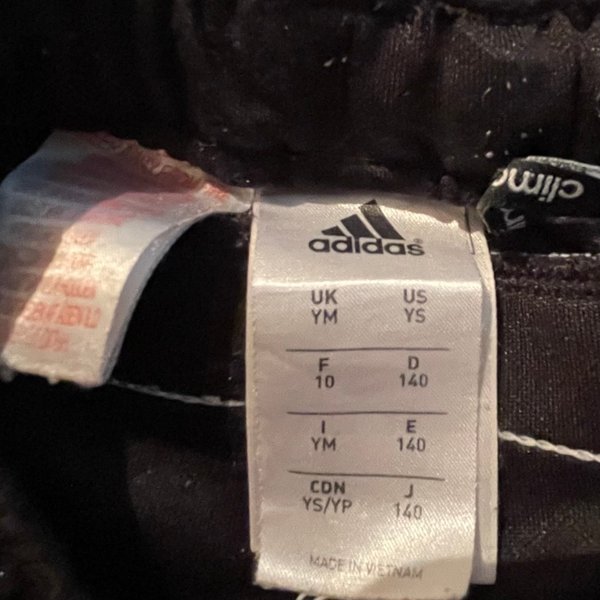 adidas
UK US
YM YS
F D
10 140
I E
YM 140
CDN J
YS/YP 140
MADE IN VIETNAM